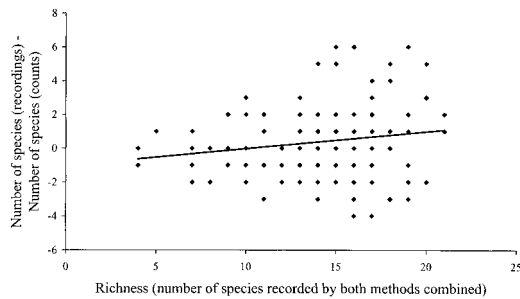 Number of species (recordings) -
Number of species (counts)
8
6
4
2
0
-2
-4
-6
0 5 10 15 20 25
Richness (number of species recorded by both methods combined)